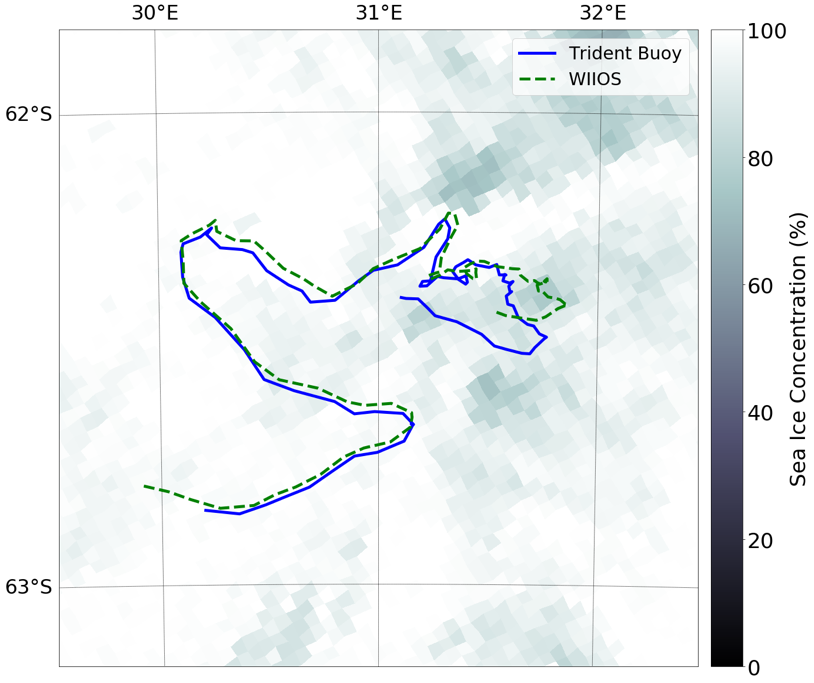 30°E 31°E 32°E
Trident Buoy
WIIOS
62°S
63°S
100
80
60
40
20
0
Sea Ice Concentration (%)